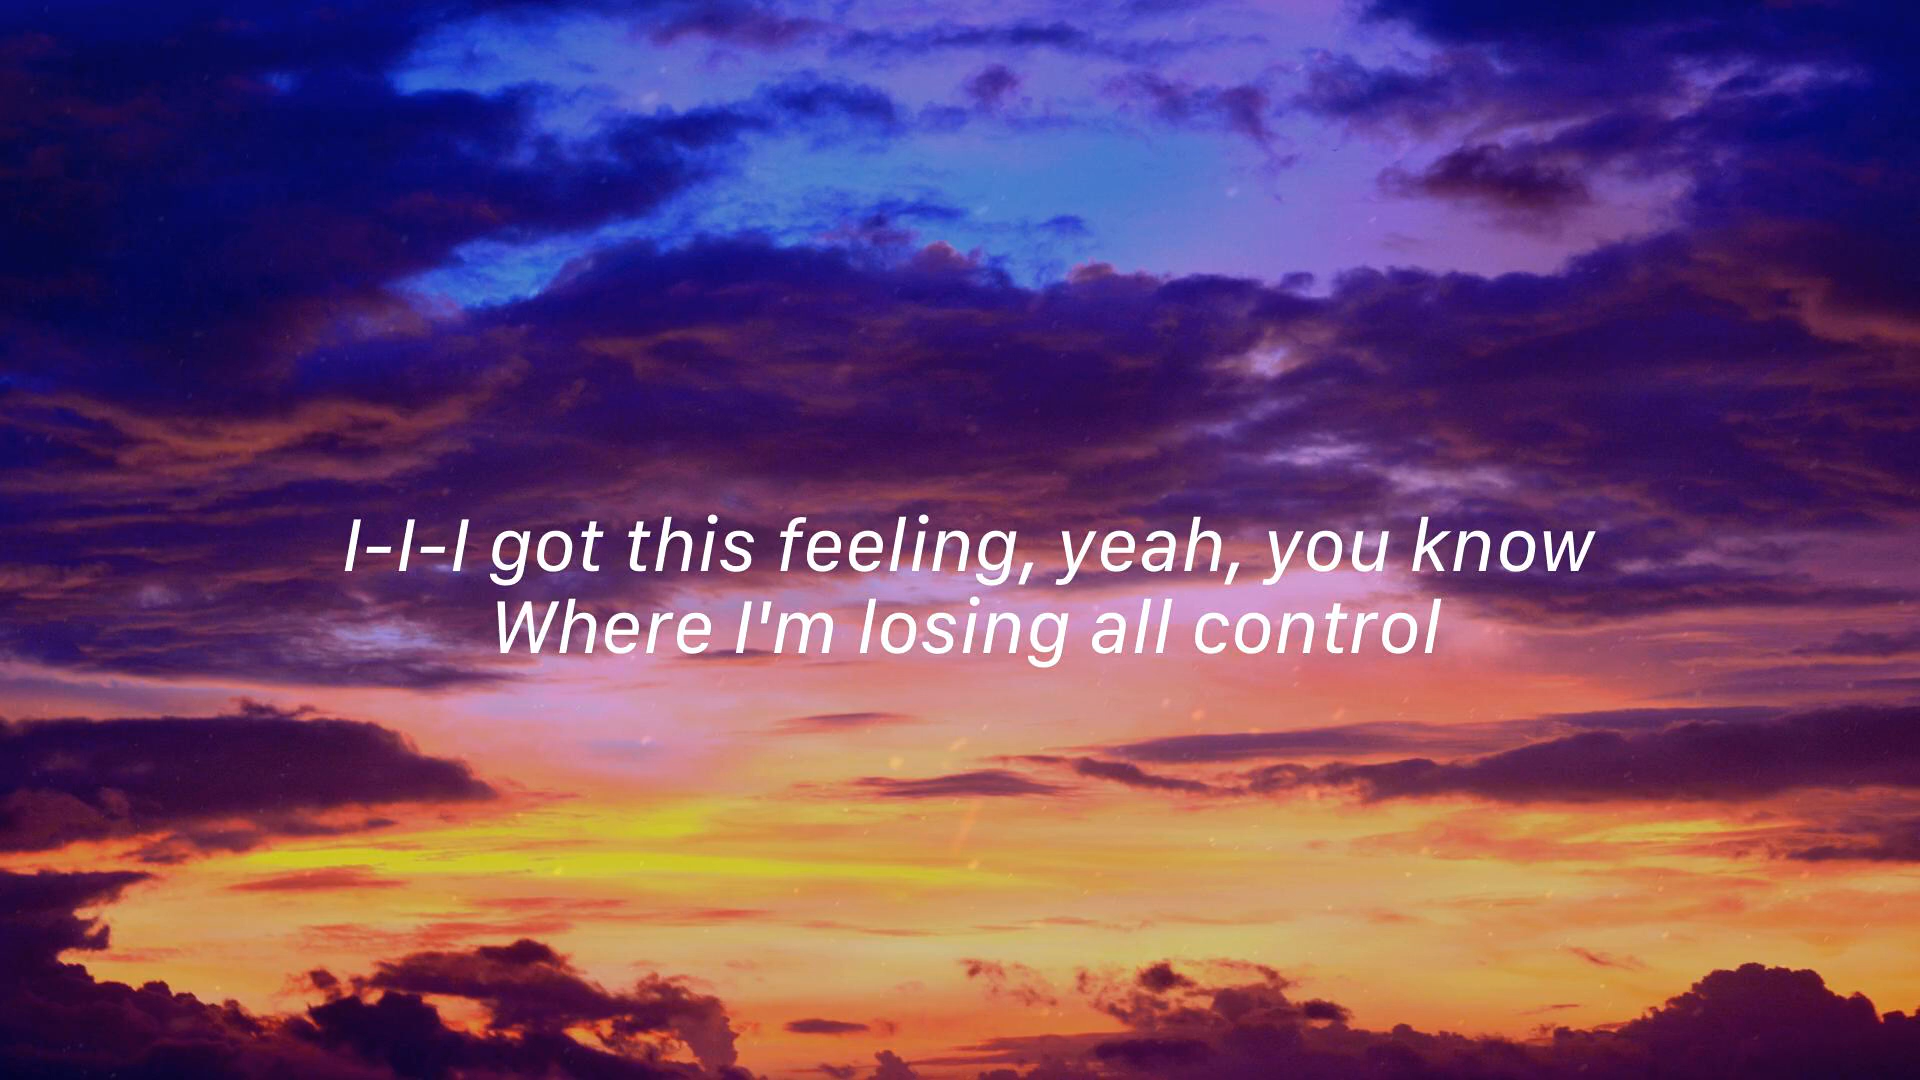 I-I-I got this feeling, yeah, you know
Where I'm losing all control